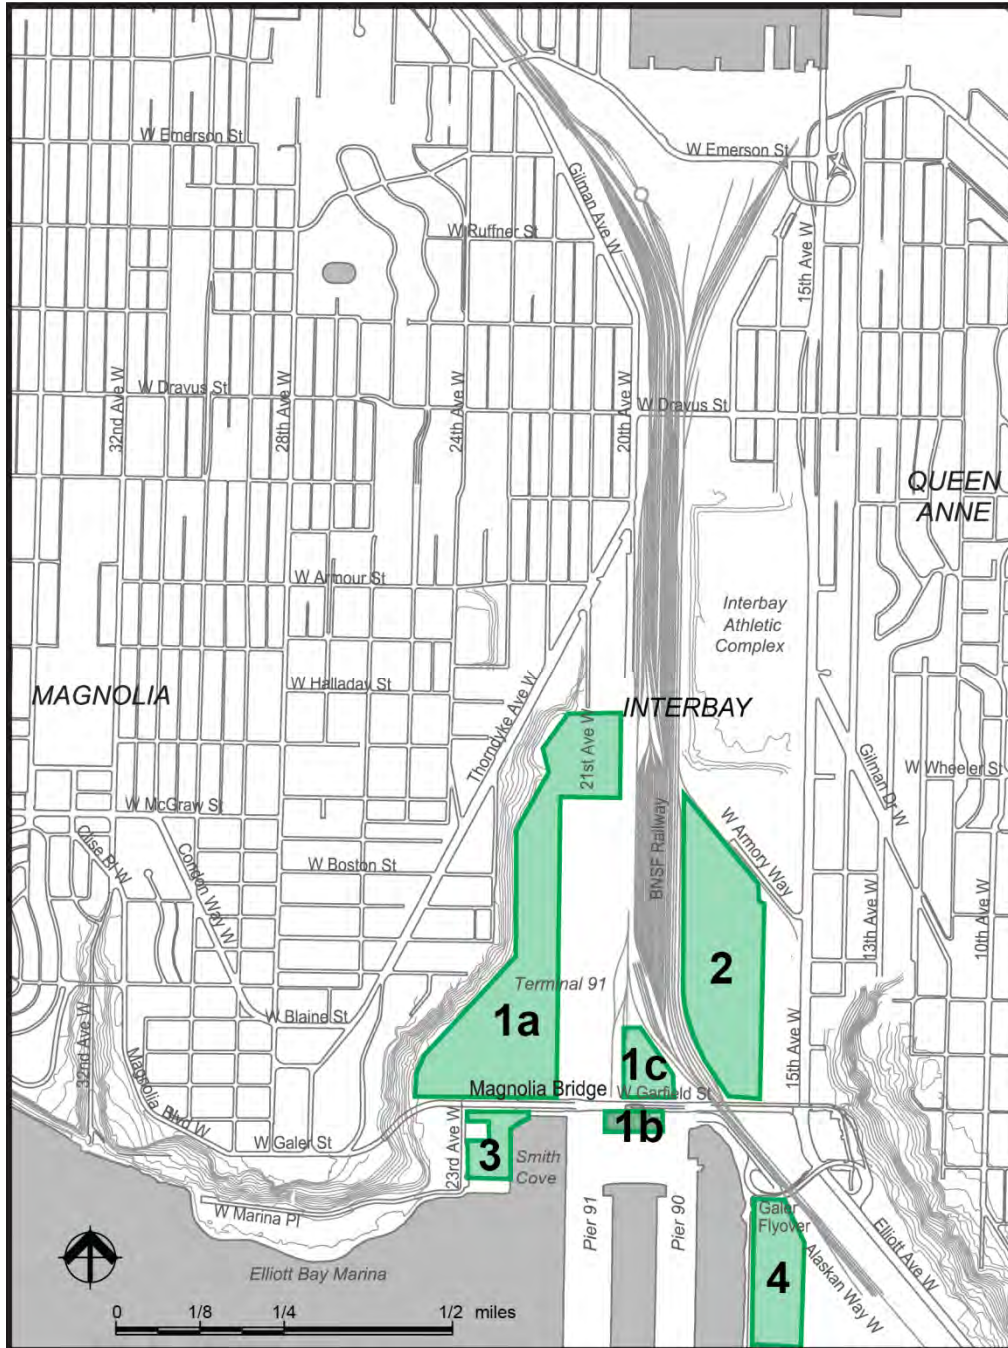 W Emerson St
W Emerson St
Gilman Ave W
W Ruffner St
15th Ave W
32nd Ave W
W Dravus St
28th Ave W
24th Ave W
20th Ave W
W Dravus St
QUEEN
ANNE
W Armour St
Interbay
Athletic
Complex
MAGNOLIA
W Halladay St
Thorndyke Ave W
INTERBAY
21st Ave W
W Wheeler St
Gilman Dr W
W McGraw St
BNSF Railway
W Armory Way
Clise Pl W
Condon Way W
W Boston St
13th Ave W
10th Ave W
2
Terminal 91
1a
W Blaine St
32nd Ave W
Magnolia Blvd W
1c
15th Ave W
Magnolia Bridge
W Garfield St
1b
W Galer St
23rd Ave W
3
Smith
Cove
W Marina Pl
Pier 91
Pier 90
Galer
Flyover
Elliott Ave W
Alaskan Way W
4
Elliott Bay Marina
0 1/8 1/4 1/2 miles